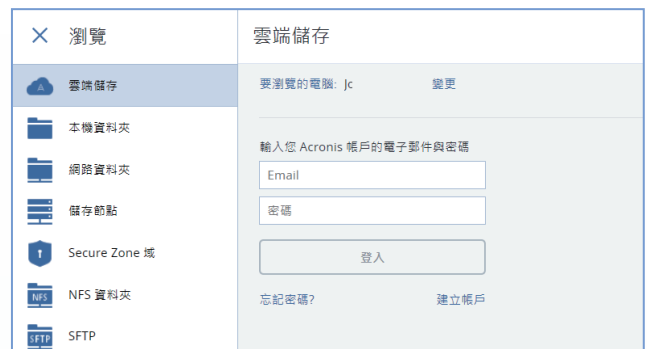 瀏覽
雲端儲存
雲端儲存
本機資料夾
網路資料夾
儲存節點
Secure Zone 域
NFS NFS 資料夾
SFTP SFTP
要瀏覽的電腦: Jc 變更
輸入您 Acronis 帳戶的電子郵件與密碼
Email
密碼
登入
忘記密碼? 建立帳戶